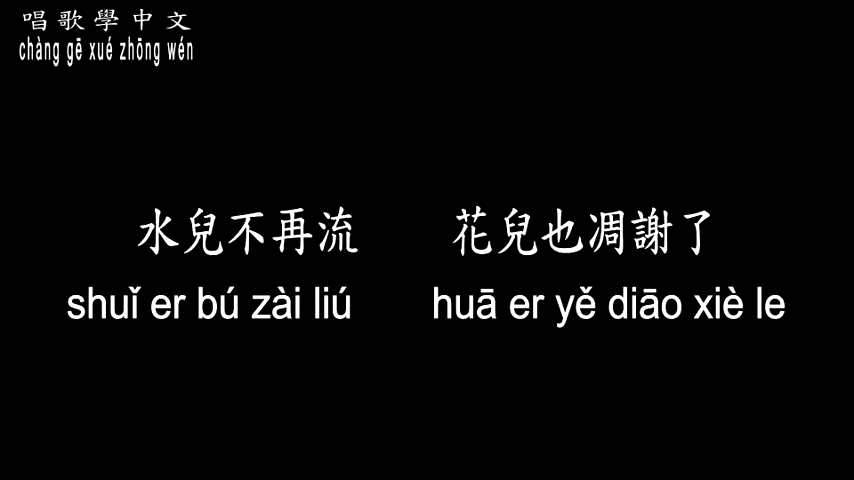 唱歌學中文
chàng gē xué zhōng wén
水兒不再流 花兒也凋謝了
shuǐ er bú zài liú huā er yě diāo xiè le